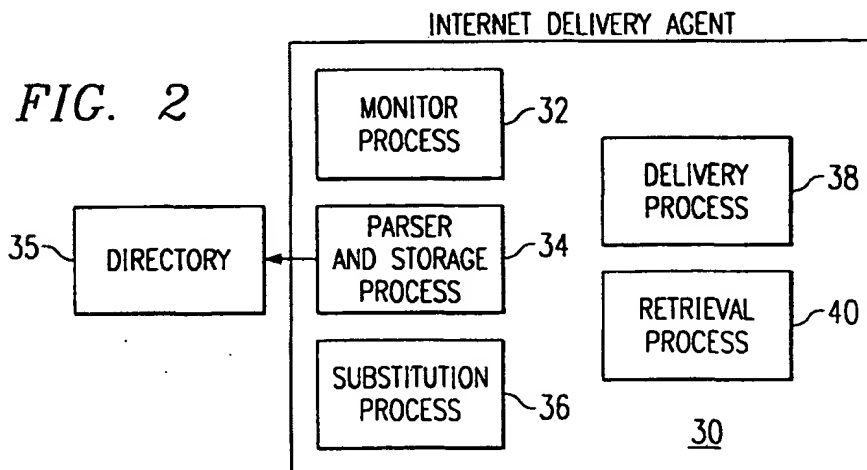 INTERNET DELIVERY AGENT
FIG. 2
MONITOR
PROCESS
32
DELIVERY
PROCESS
38
35
DIRECTORY
PARSER
AND STORAGE
PROCESS
34
RETRIEVAL
PROCESS
40
SUBSTITUTION
PROCESS
36
30